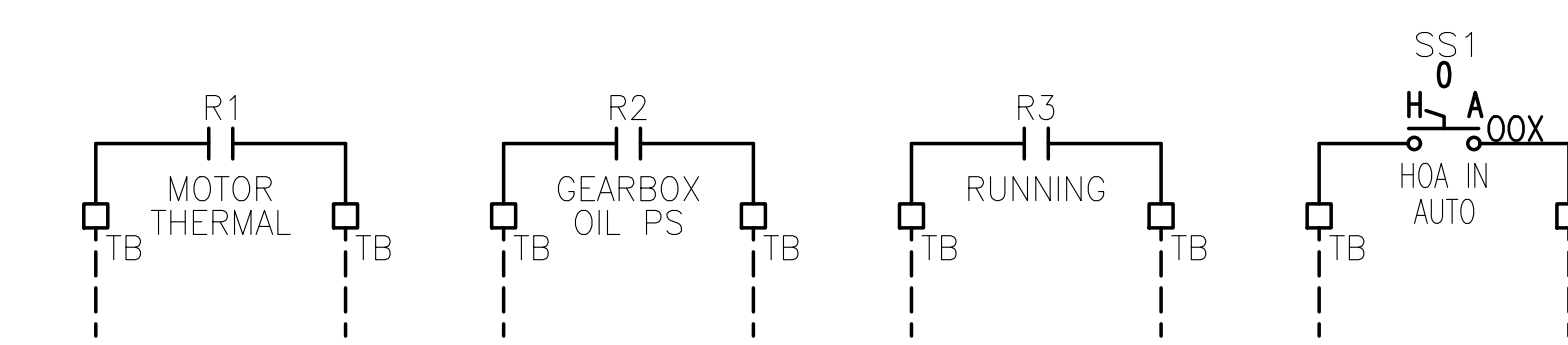 SS1
0
H A
OOX
R1
R2
R3
MOTOR
THERMAL
GEARBOX
OIL PS
RUNNING
HOA IN
AUTO
TB
TB
TB
TB
TB
TB
TB